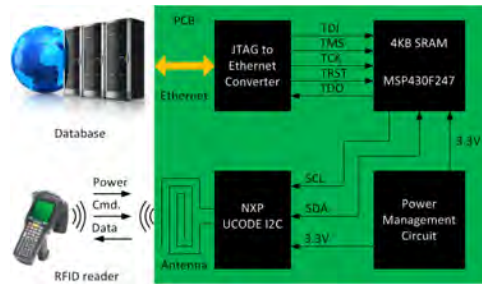 PCB
JTAG to
Ethernet
Converter
TDI
TMS
TCK
TRST
TDO
4KB SRAM
MSP430F247
Ethernet
Database
3.3V
SCL
SDA
3.3V
NXP
UCODE I2C
Power
Management
Circuit
Power
Cmd.
Data
Antenna
RFID reader